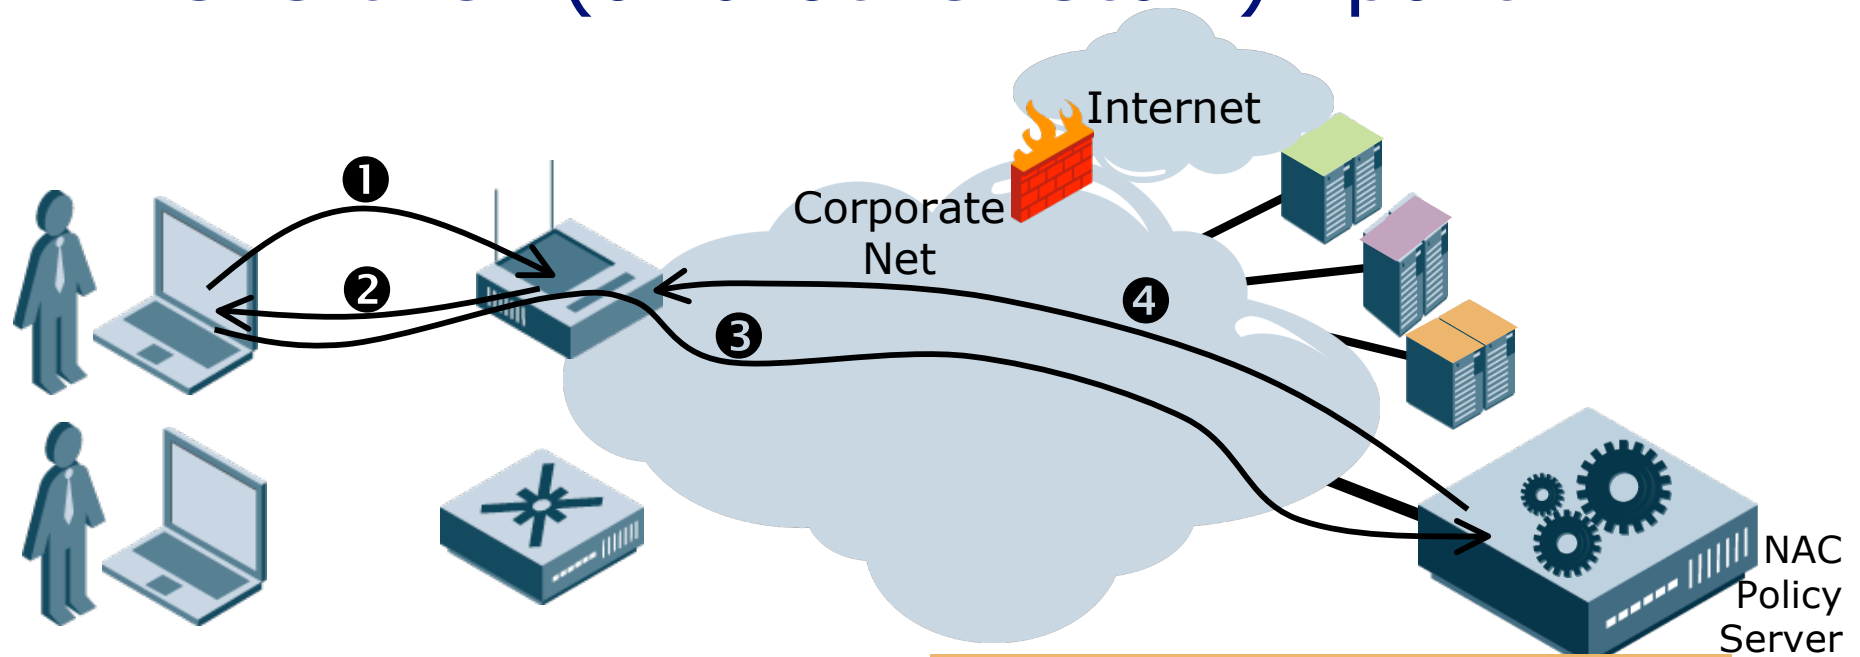 Internet
❶
Corporate
Net
❷
❹
❸
NAC
Policy
Server